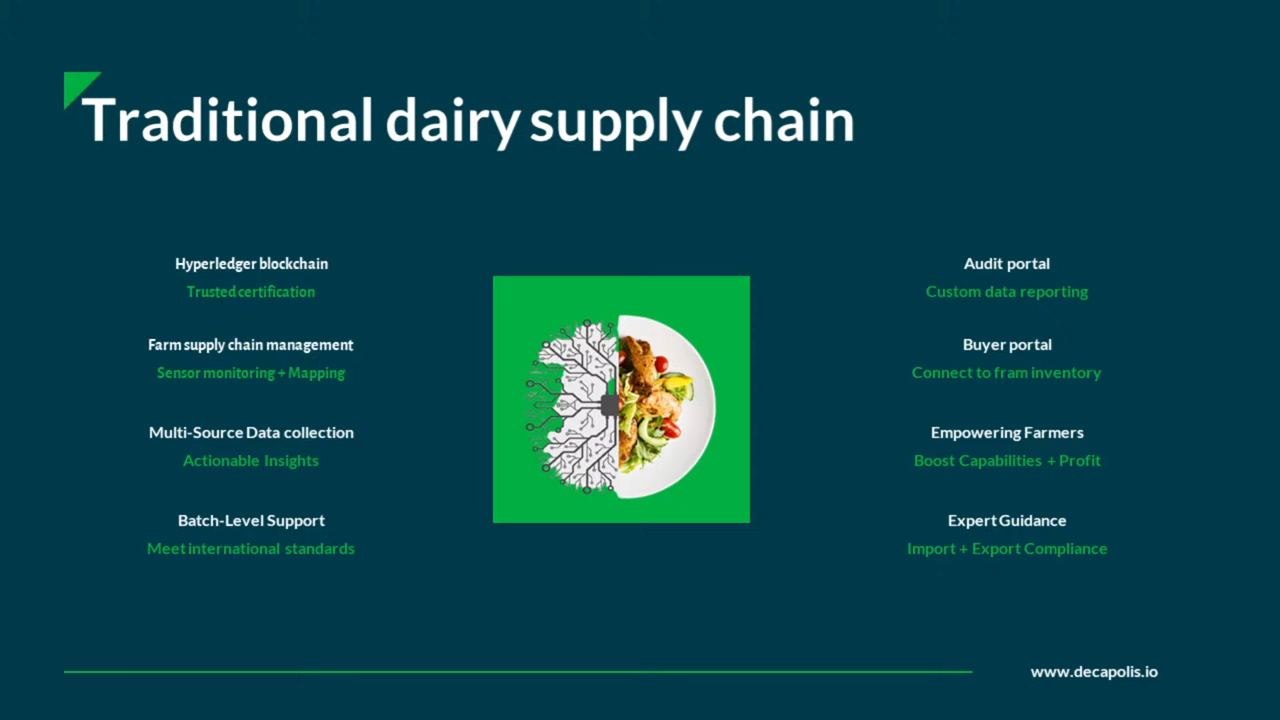 Traditional dairy supply chain
Hyperledger blockchain
Trusted certification
Farm supply chain management
Sensor monitoring + Mapping
Multi-Source Data collection
Actionable Insights
Batch-Level Support
Meet international standards
Audit portal
Custom data reporting
Buyer portal
Connect to fram inventory
Empowering Farmers
Boost Capabilities + Profit
Expert Guidance
Import + Export Compliance
www.decapolis.io